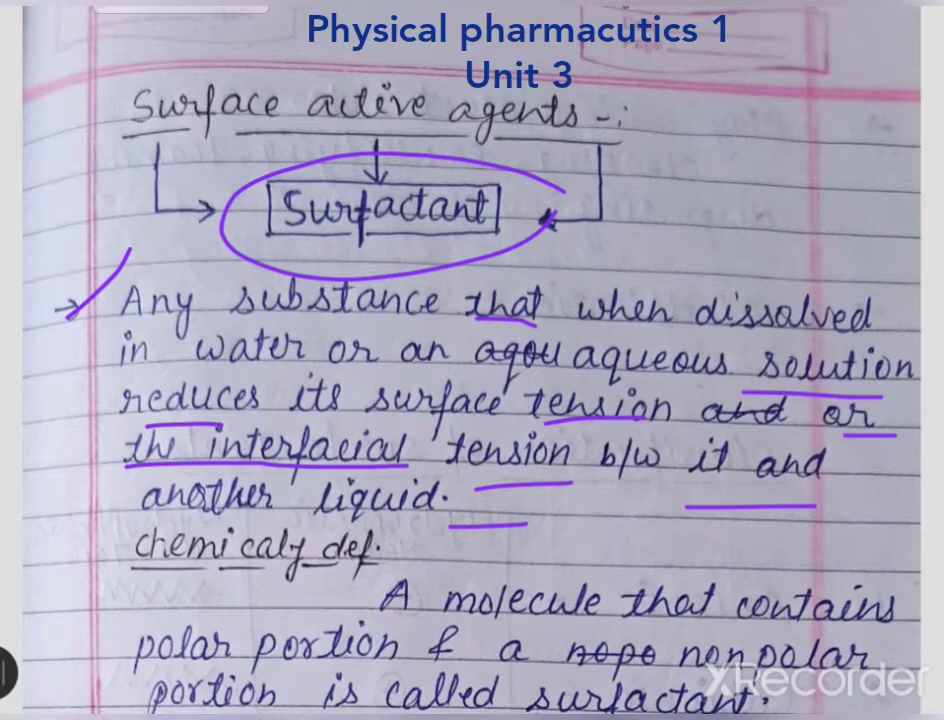 Physical pharmacutics 1
Unit 3
Surface active agents -:
Surfactant
→ Any substance that when dissalved
in water or an aqou aqueous solution
reduces its surface tension and or
the interfacial tension b/w it and
another liquid.
chemicaly def.
A molecule that contains
polar portion & a nopo nonpolar
portion is called surfactant.
XRecorder